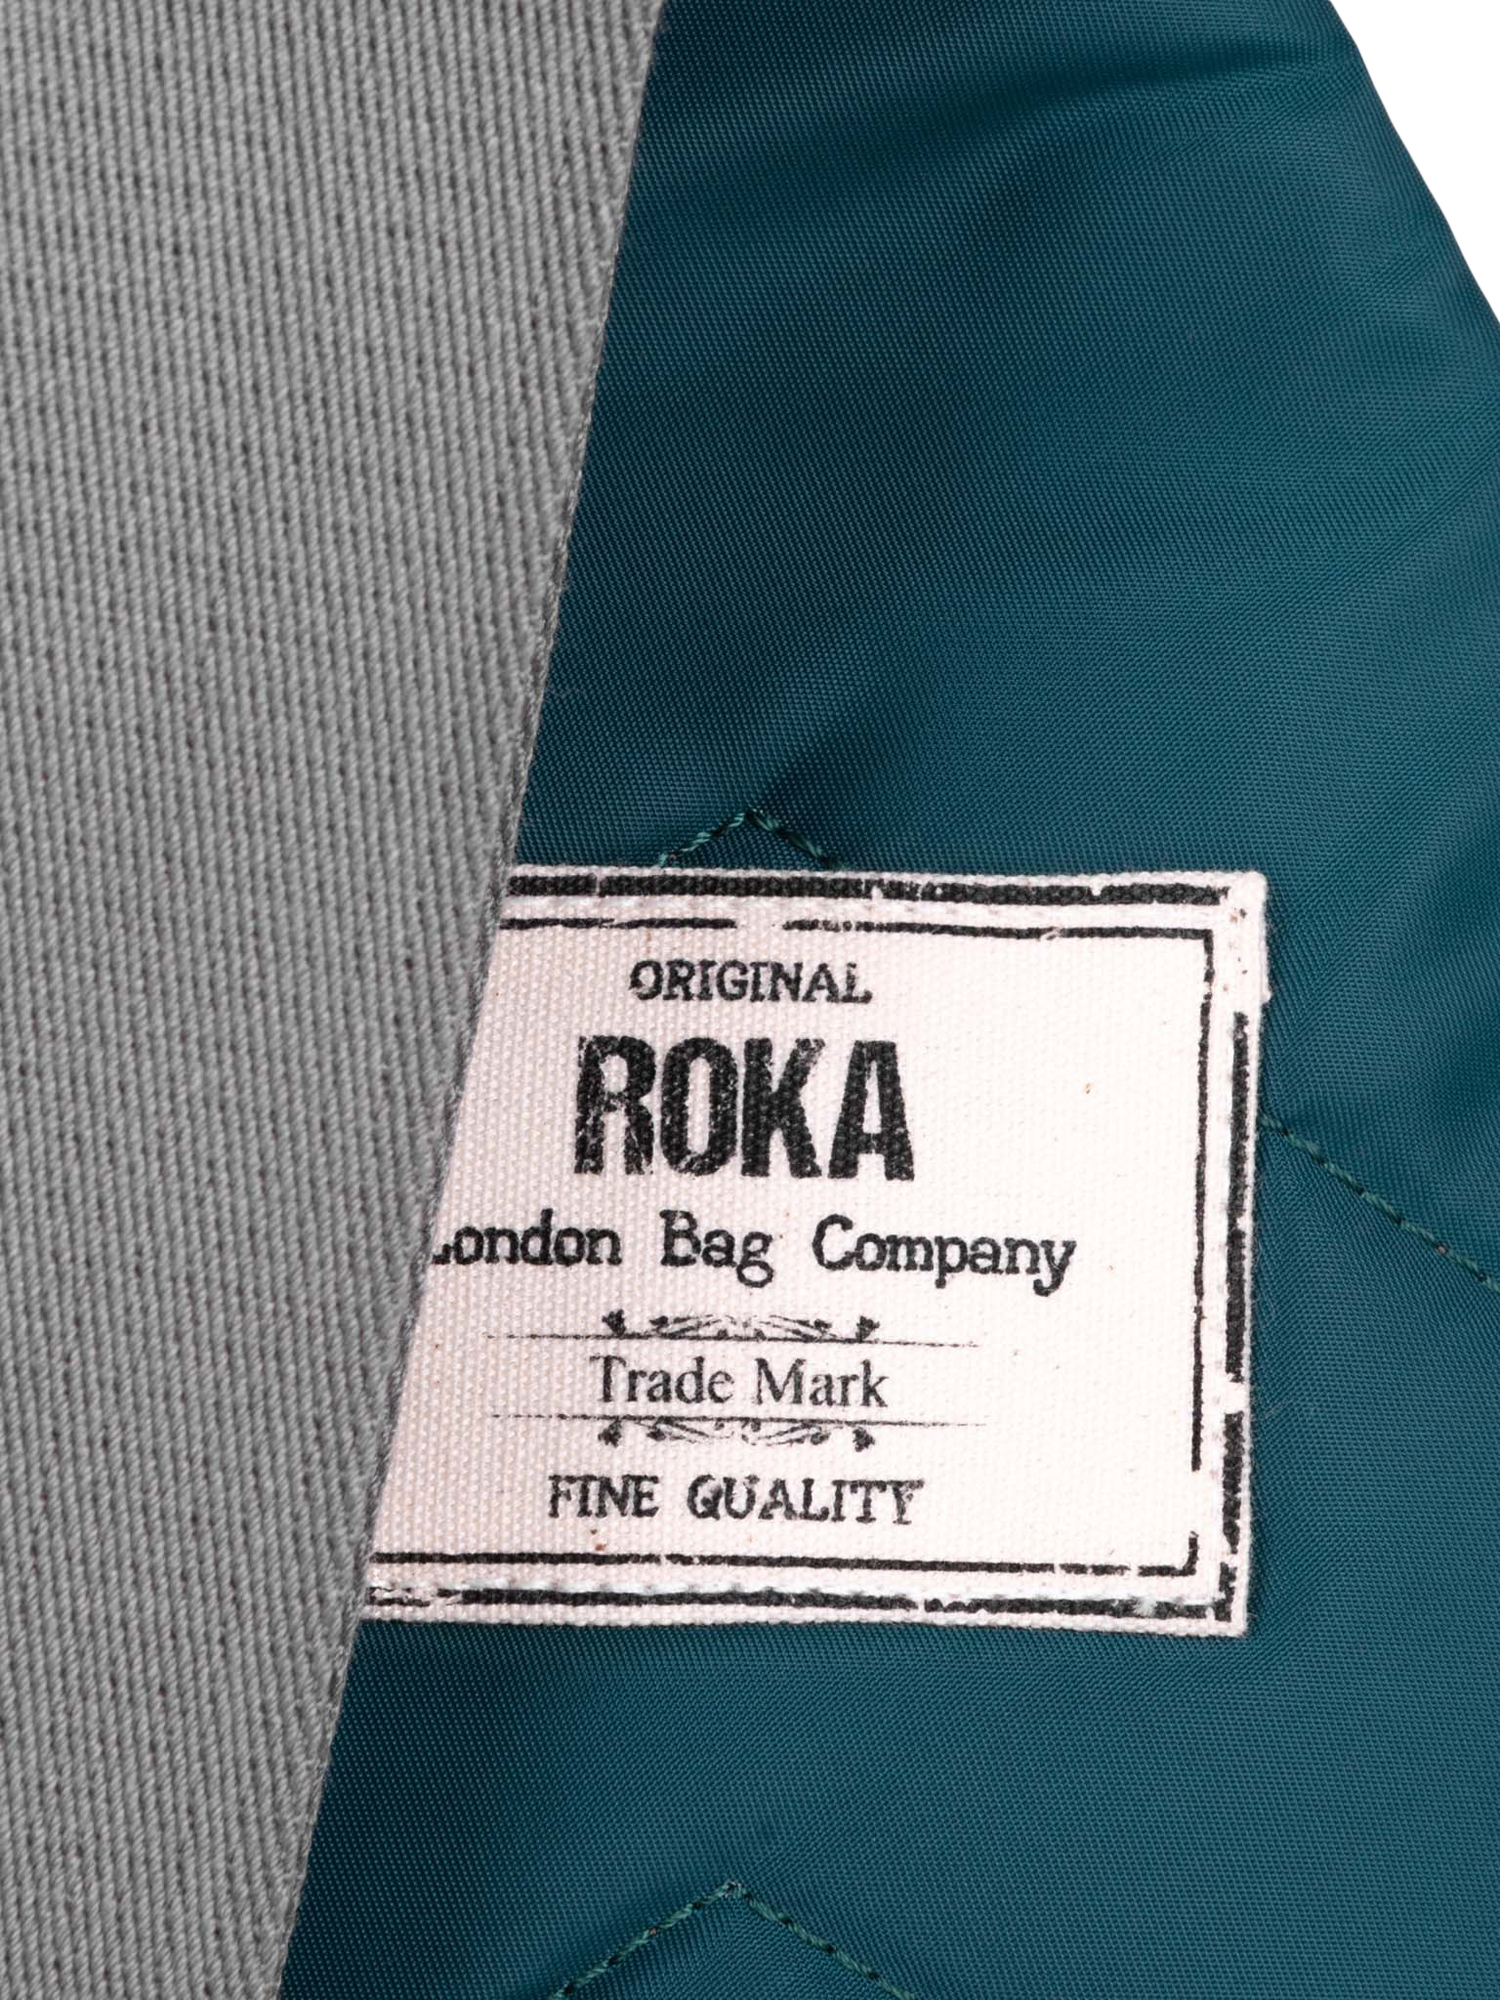 ORIGINAL
ROKA
London Bag Company
Trade Mark
FINE QUALITY